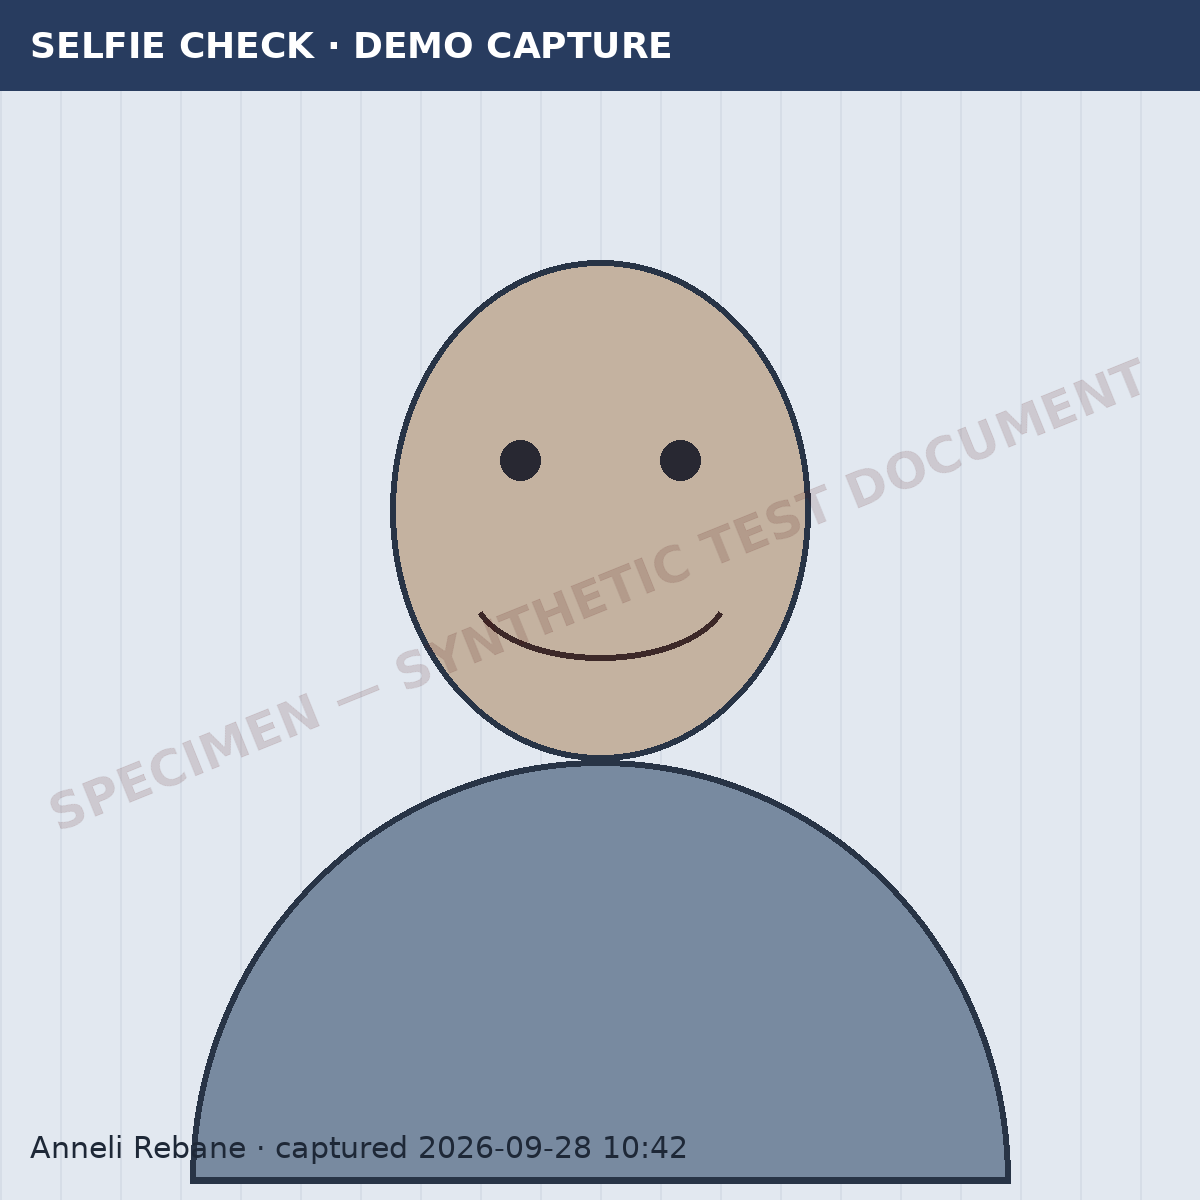 SELFIE CHECK · DEMO CAPTURE
SPECIMEN — SYNTHETIC TEST DOCUMENT
Anneli Rebane · captured 2026-09-28 10:42